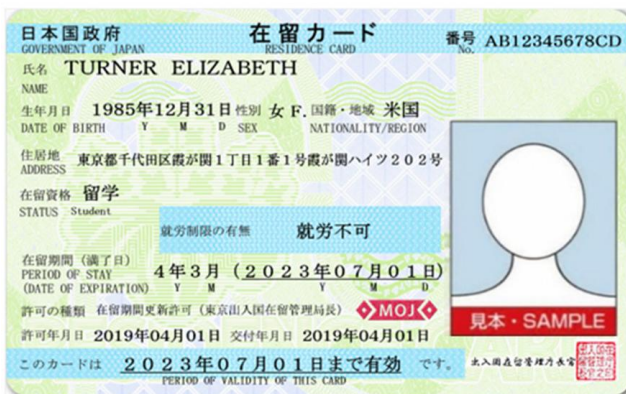 日本国政府 在留カード 番号 AB12345678CD
GOVERNMENT OF JAPAN RESIDENCE CARD No.
氏名 TURNER ELIZABETH
NAME
生年月日 1985年12月31日 性別 女 F. 国籍・地域 米国
DATE OF BIRTH Y M D SEX NATIONALITY/REGION
住居地 東京都千代田区霞が関1丁目1番1号霞が関ハイツ202号
ADDRESS
在留資格 留学
STATUS Student
就労制限の有無 就労不可
在留期間(満了日) 4年3月(2023年07月01日)
PERIOD OF STAY
(DATE OF EXPIRATION) Y M Y M D
許可の種類 在留期間更新許可(東京出入国在留管理局長) MOJ
見本・SAMPLE
許可年月日 2019年04月01日 交付年月日 2019年04月01日
このカードは 2023年07月01日まで有効 です。 出入国在留管理庁長官
PERIOD OF VALIDITY OF THIS CARD